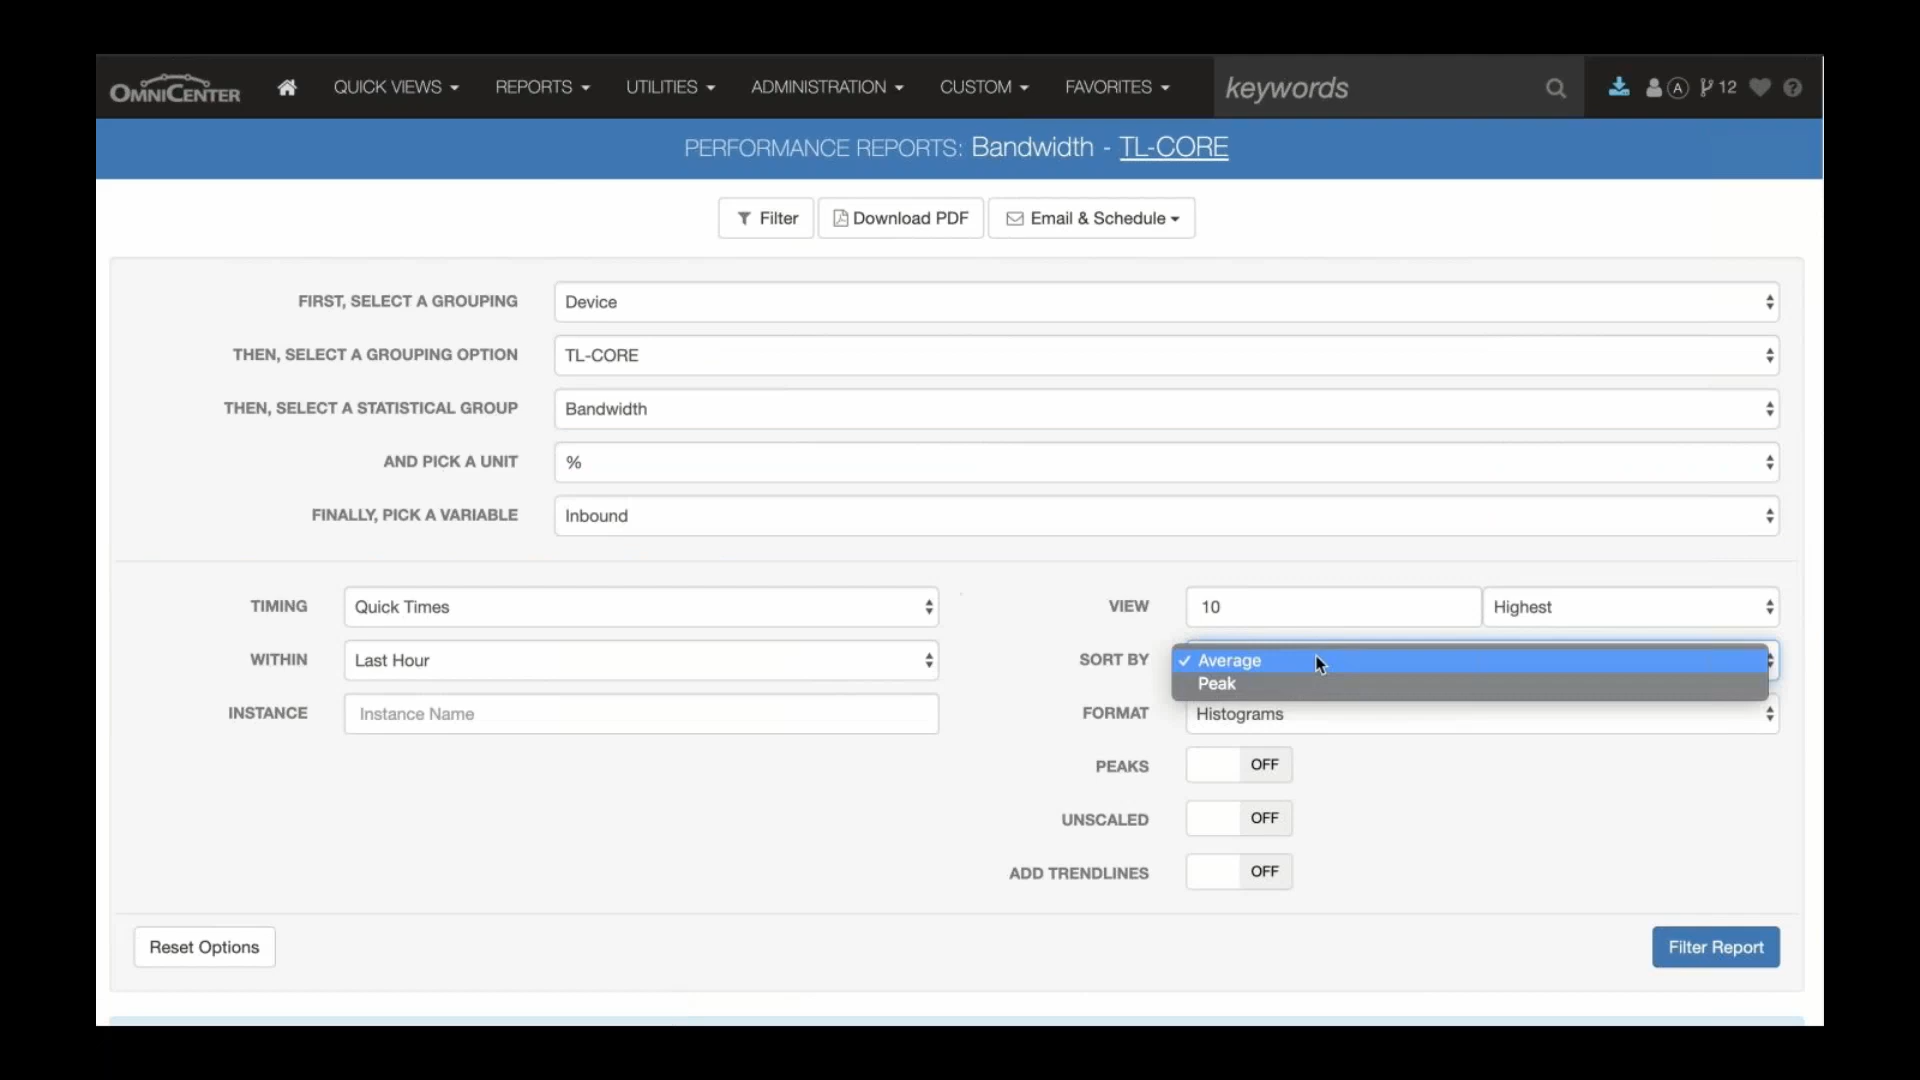 OMNICENTER QUICK VIEWS REPORTS UTILITIES ADMINISTRATION CUSTOM FAVORITES keywords A 12 ?
PERFORMANCE REPORTS: Bandwidth - TL-CORE
Filter Download PDF Email & Schedule
FIRST, SELECT A GROUPING Device
THEN, SELECT A GROUPING OPTION TL-CORE
THEN, SELECT A STATISTICAL GROUP Bandwidth
AND PICK A UNIT %
FINALLY, PICK A VARIABLE Inbound
TIMING Quick Times VIEW 10 Highest
WITHIN Last Hour SORT BY ✓ Average
Peak
INSTANCE Instance Name FORMAT Histograms
PEAKS OFF
UNSCALED OFF
ADD TRENDLINES OFF
Reset Options Filter Report